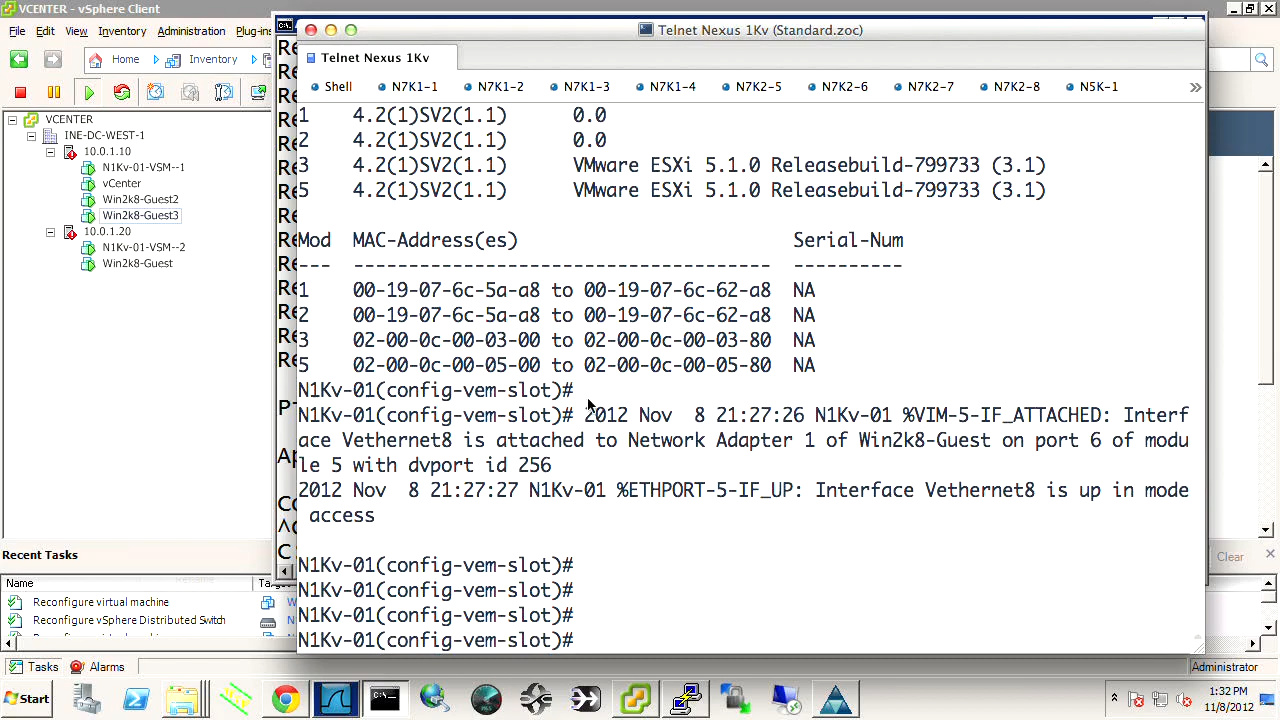 VCENTER - vSphere Client
File Edit View Inventory Administration Plug-ins
Home Inventory
VCENTER
INE-DC-WEST-1
10.0.1.10
N1Kv-01-VSM--1
vCenter
Win2k8-Guest2
Win2k8-Guest3
10.0.1.20
N1Kv-01-VSM--2
Win2k8-Guest
Telnet Nexus 1Kv (Standard.zoc)
Telnet Nexus 1Kv
Shell N7K1-1 N7K1-2 N7K1-3 N7K1-4 N7K2-5 N7K2-6 N7K2-7 N7K2-8 N5K-1 »
1 4.2(1)SV2(1.1) 0.0
2 4.2(1)SV2(1.1) 0.0
3 4.2(1)SV2(1.1) VMware ESXi 5.1.0 Releasebuild-799733 (3.1)
5 4.2(1)SV2(1.1) VMware ESXi 5.1.0 Releasebuild-799733 (3.1)
Mod MAC-Address(es) Serial-Num
--- -------------------------------------- ----------
1 00-19-07-6c-5a-a8 to 00-19-07-6c-62-a8 NA
2 00-19-07-6c-5a-a8 to 00-19-07-6c-62-a8 NA
3 02-00-0c-00-03-00 to 02-00-0c-00-03-80 NA
5 02-00-0c-00-05-00 to 02-00-0c-00-05-80 NA
N1Kv-01(config-vem-slot)#
N1Kv-01(config-vem-slot)# 2012 Nov 8 21:27:26 N1Kv-01 %VIM-5-IF_ATTACHED: Interf
ace Vethernet8 is attached to Network Adapter 1 of Win2k8-Guest on port 6 of modu
le 5 with dvport id 256
2012 Nov 8 21:27:27 N1Kv-01 %ETHPORT-5-IF_UP: Interface Vethernet8 is up in mode
access
N1Kv-01(config-vem-slot)#
N1Kv-01(config-vem-slot)#
N1Kv-01(config-vem-slot)#
N1Kv-01(config-vem-slot)#
Recent Tasks
Clear
Name
Reconfigure virtual machine
Reconfigure vSphere Distributed Switch
Tasks Alarms
Administrator
Start
1:32 PM
11/8/2012